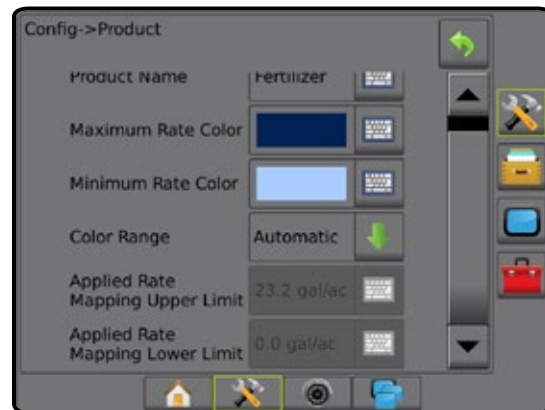 Config->Product
Product Name
Fertilizer
Maximum Rate Color
Minimum Rate Color
Color Range
Automatic
Applied Rate
Mapping Upper Limit
23.2 gal/ac
Applied Rate
Mapping Lower Limit
0.0 gal/ac